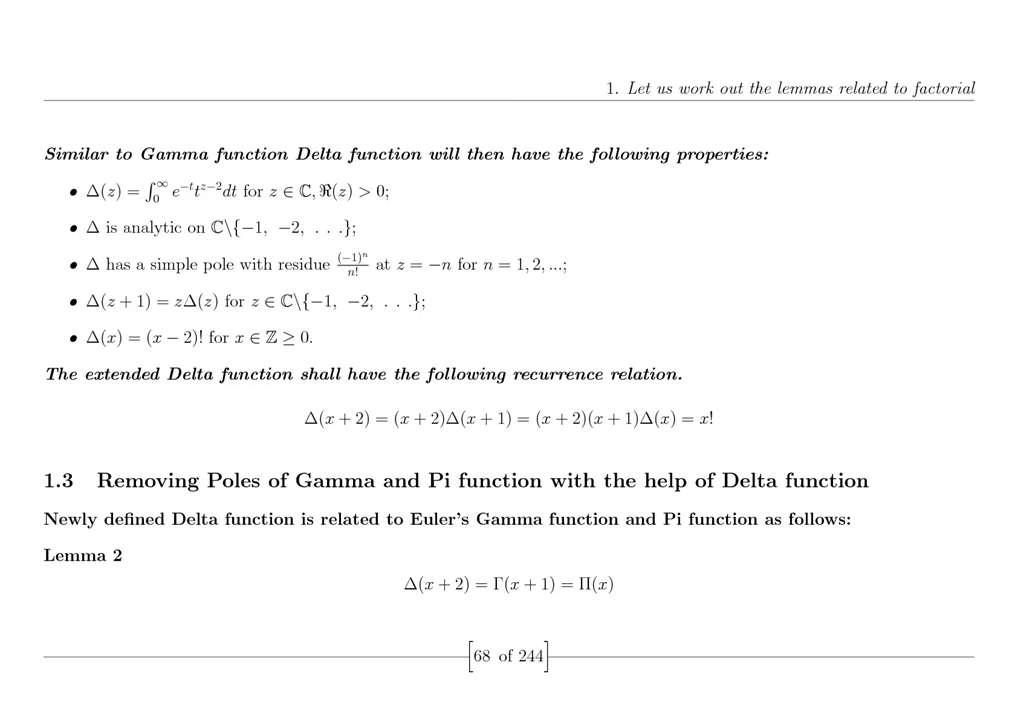 1. Let us work out the lemmas related to factorial
Similar to Gamma function Delta function will then have the following properties:
• Δ(z) = ∫₀^∞ e^{−t}t^{z−2}dt for z ∈ ℂ, ℜ(z) > 0;
• Δ is analytic on ℂ\{−1, −2, . . .};
• Δ has a simple pole with residue (−1)^n/n! at z = −n for n = 1, 2, ...;
• Δ(z + 1) = zΔ(z) for z ∈ ℂ\{−1, −2, . . .};
• Δ(x) = (x − 2)! for x ∈ ℤ ≥ 0.
The extended Delta function shall have the following recurrence relation.
Δ(x + 2) = (x + 2)Δ(x + 1) = (x + 2)(x + 1)Δ(x) = x!
1.3 Removing Poles of Gamma and Pi function with the help of Delta function
Newly defined Delta function is related to Euler's Gamma function and Pi function as follows:
Lemma 2
Δ(x + 2) = Γ(x + 1) = Π(x)
[68 of 244]